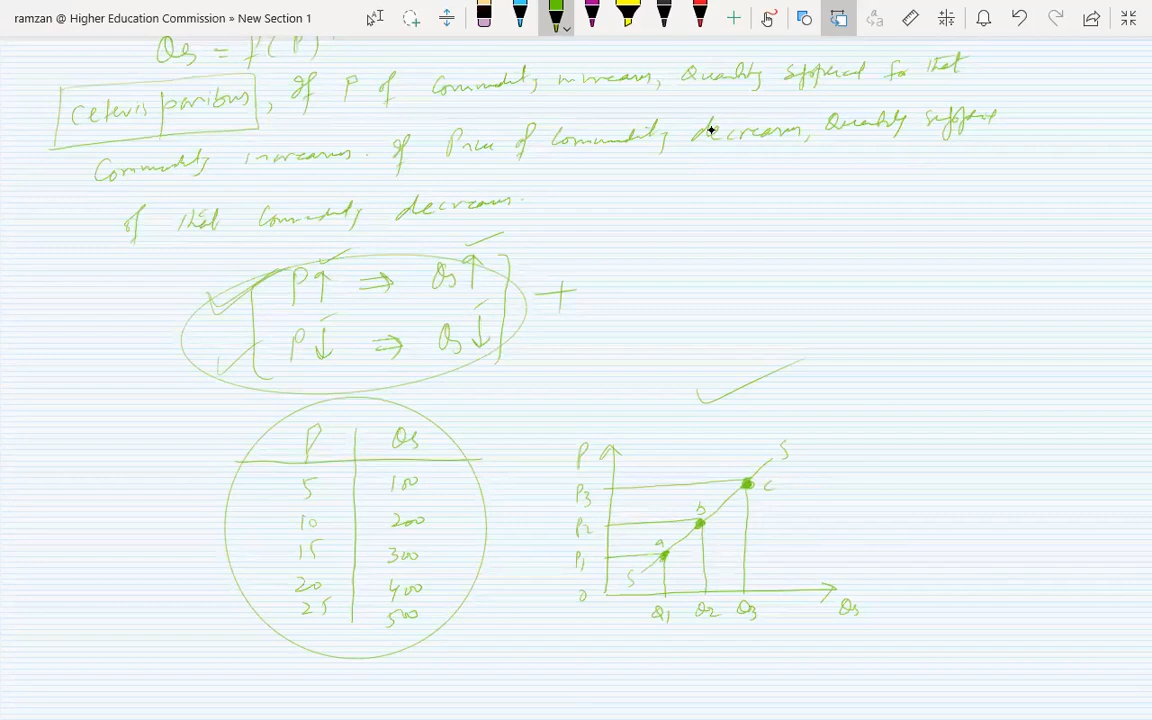 ramzan @ Higher Education Commission » New Section 1
Qs = f(P)
Ceteris paribus, If P of Commodity increases, Quantity supplied for that
Commodity increases. If Price of Commodity decreases, Quantity
of that Commodity decreases.
P↑ ⇒ Qs↑
P↓ ⇒ Qs↓
+
P Qs
5 100
10 200
15 300
20 400
25 500
P
P3
P2
P1
0
S
a
b
c
S
Q1 Q2 Q3 Qs